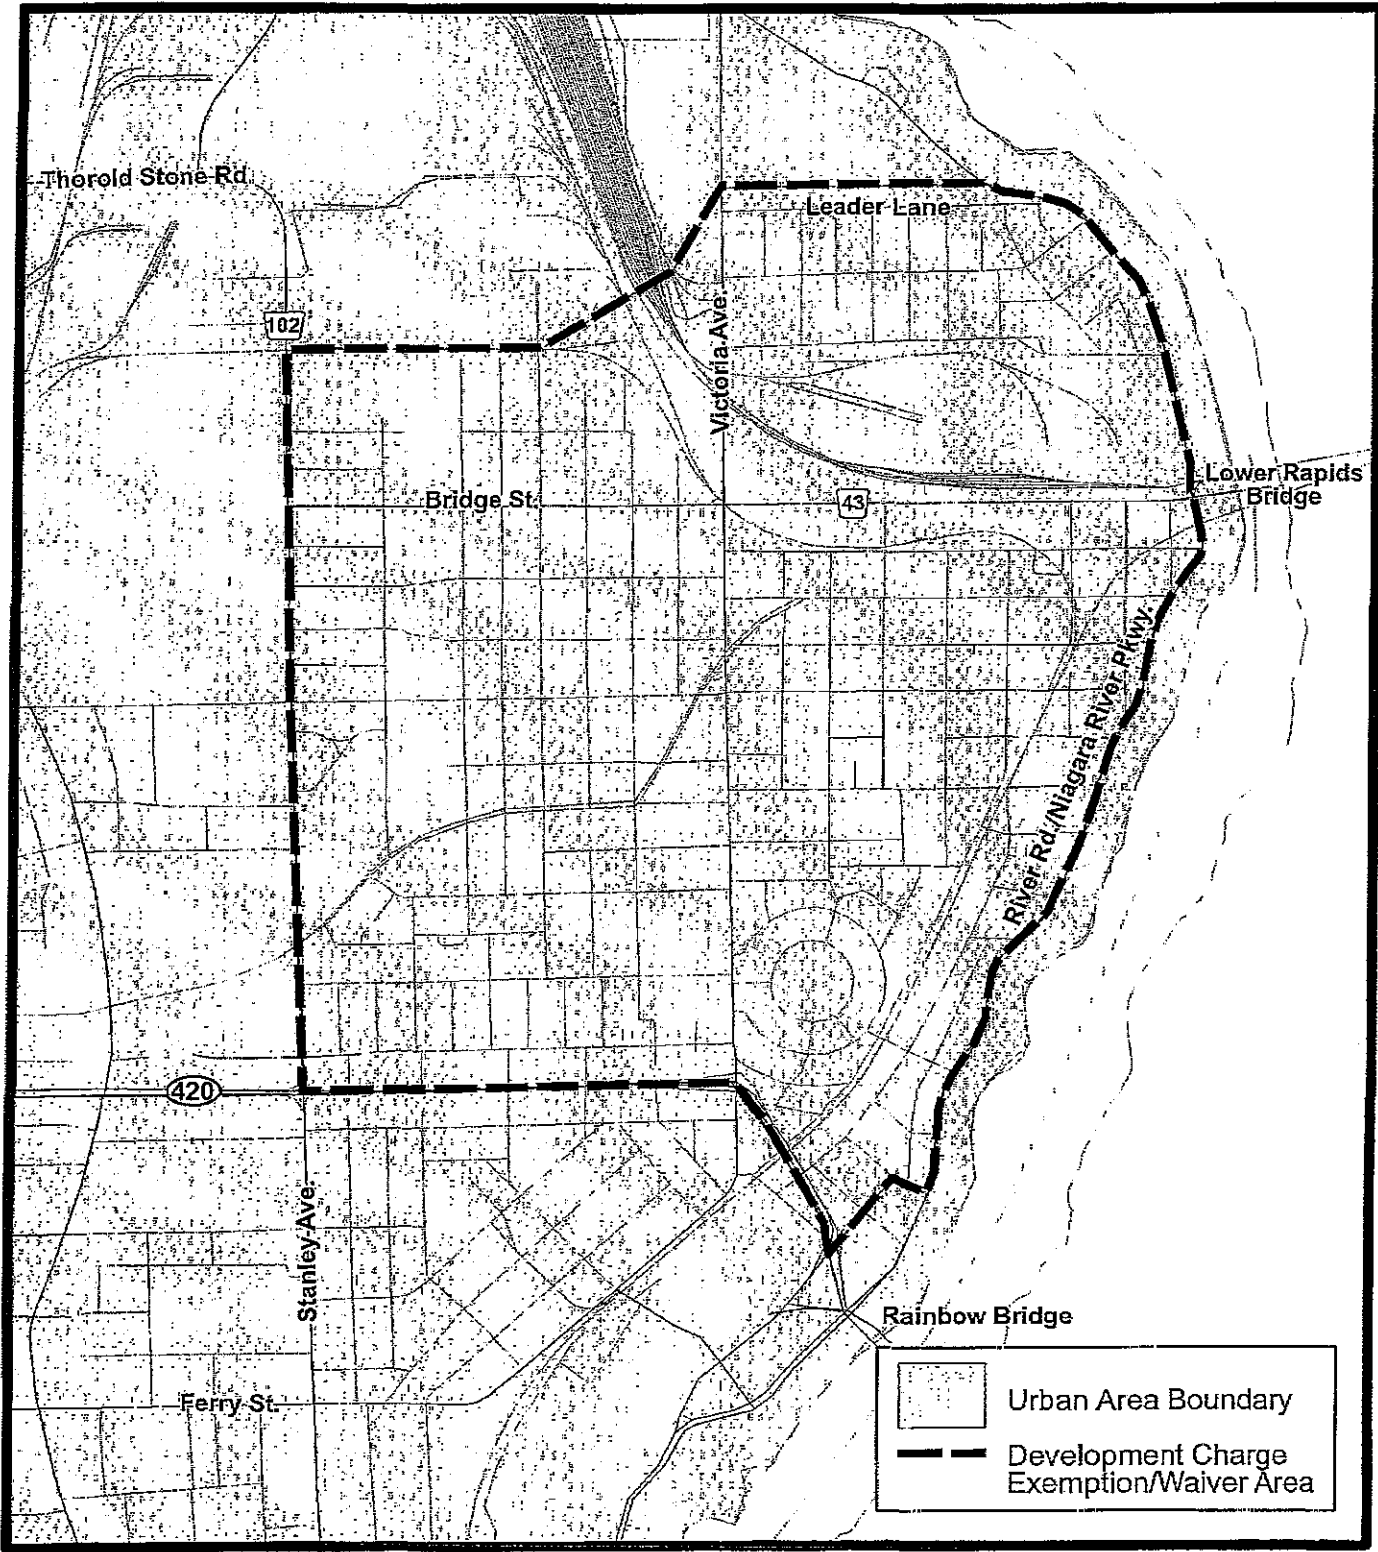 Thorold Stone Rd.
Leader Lane
102
Victoria Ave.
Lower Rapids
Bridge
Bridge St.
43
River Rd./Niagara River Pkwy.
420
Stanley Ave.
Rainbow Bridge
Ferry St.
Urban Area Boundary
Development Charge
Exemption/Waiver Area